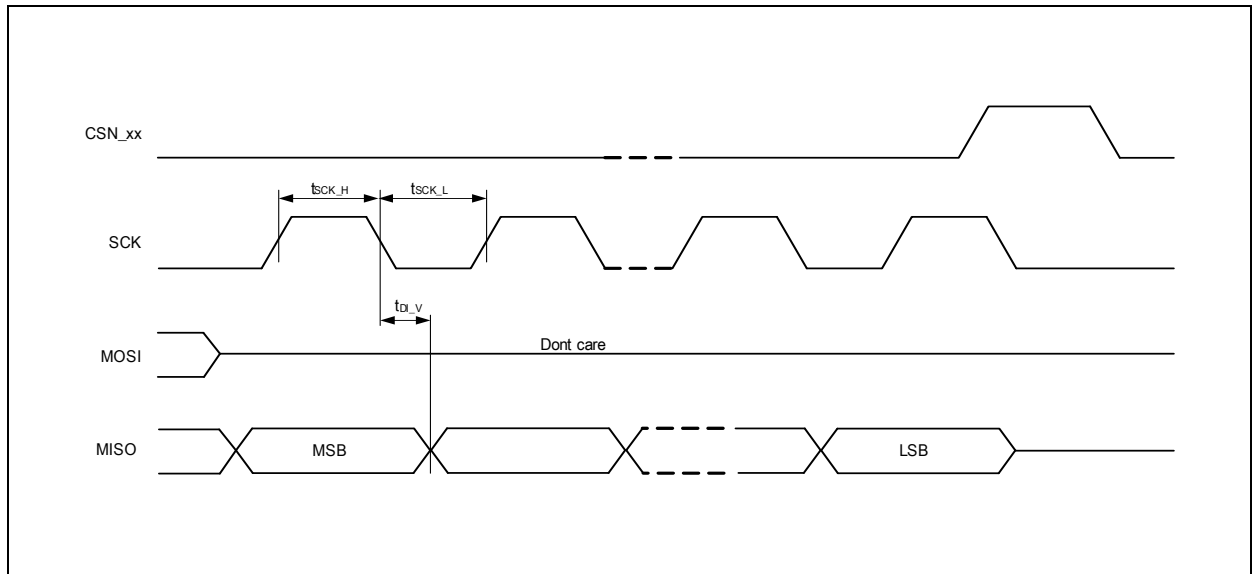 CSN_xx
tSCK_H
tSCK_L
SCK
tDI_V
Dont care
MOSI
MISO
MSB
LSB